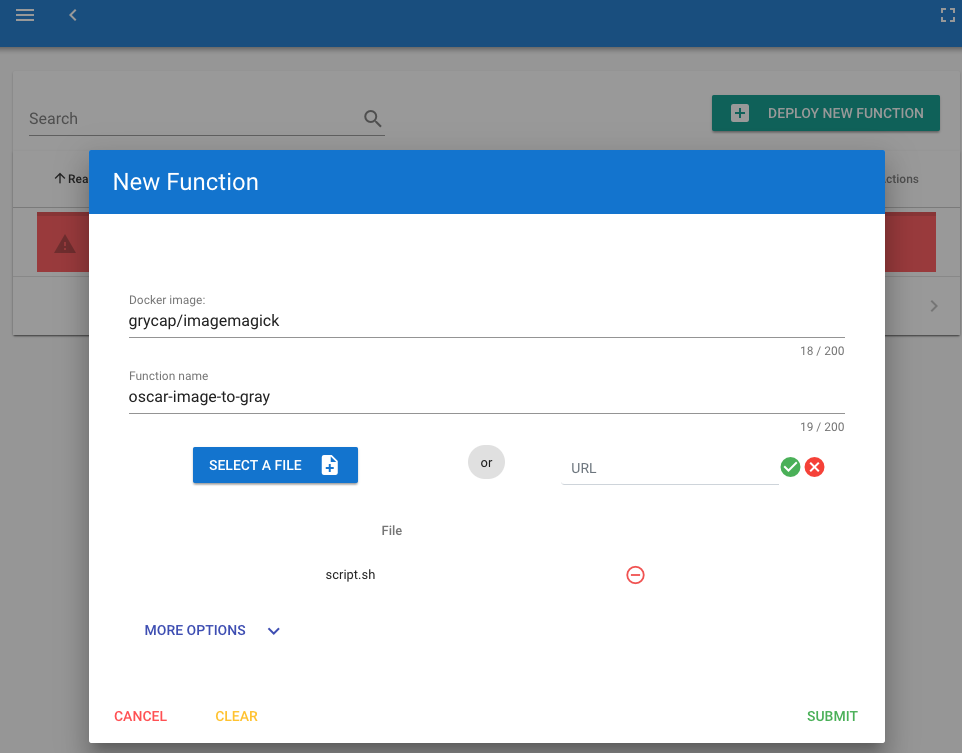 Search
DEPLOY NEW FUNCTION
Rea
ctions
New Function
Docker image:
grycap/imagemagick
18 / 200
Function name
oscar-image-to-gray
19 / 200
SELECT A FILE
or
URL
File
script.sh
MORE OPTIONS
CANCEL
CLEAR
SUBMIT